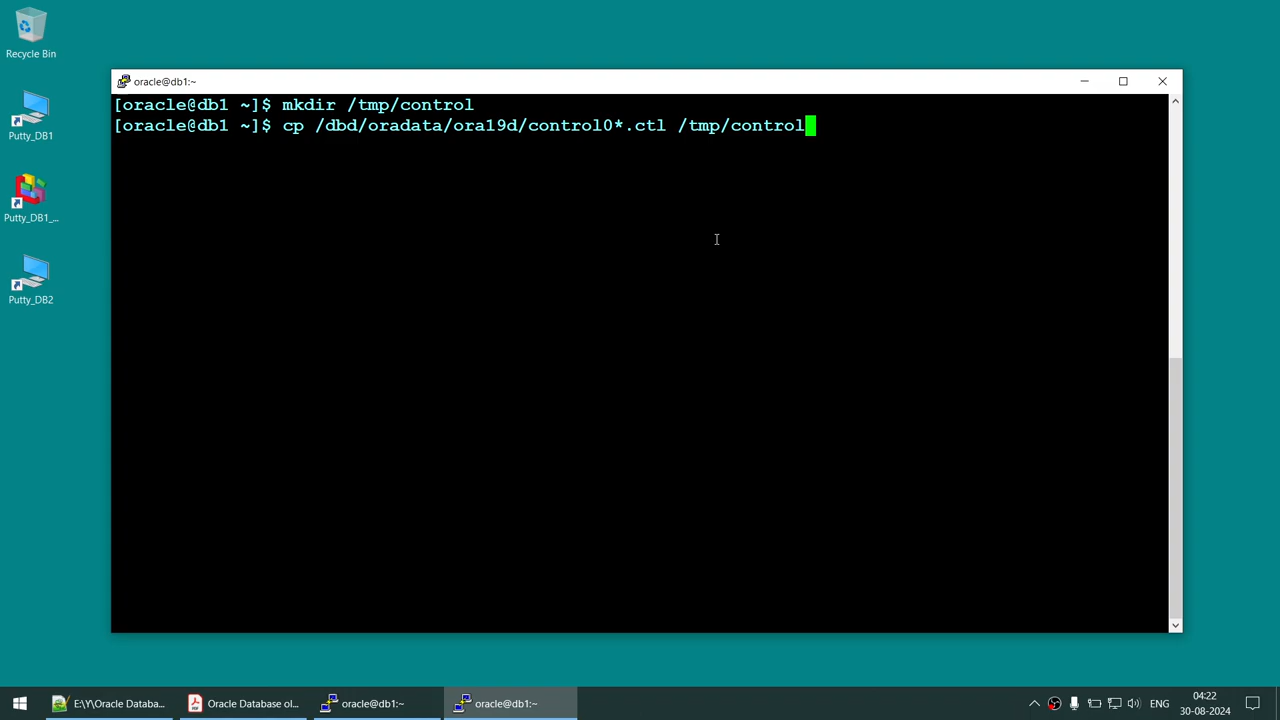 Recycle Bin
Putty_DB1
Putty_DB1_...
Putty_DB2
oracle@db1:~
[oracle@db1 ~]$ mkdir /tmp/control
[oracle@db1 ~]$ cp /dbd/oradata/ora19d/control0*.ctl /tmp/control
E:\Y\Oracle Databa...
Oracle Database ol...
oracle@db1:~
oracle@db1:~
ENG
04:22
30-08-2024